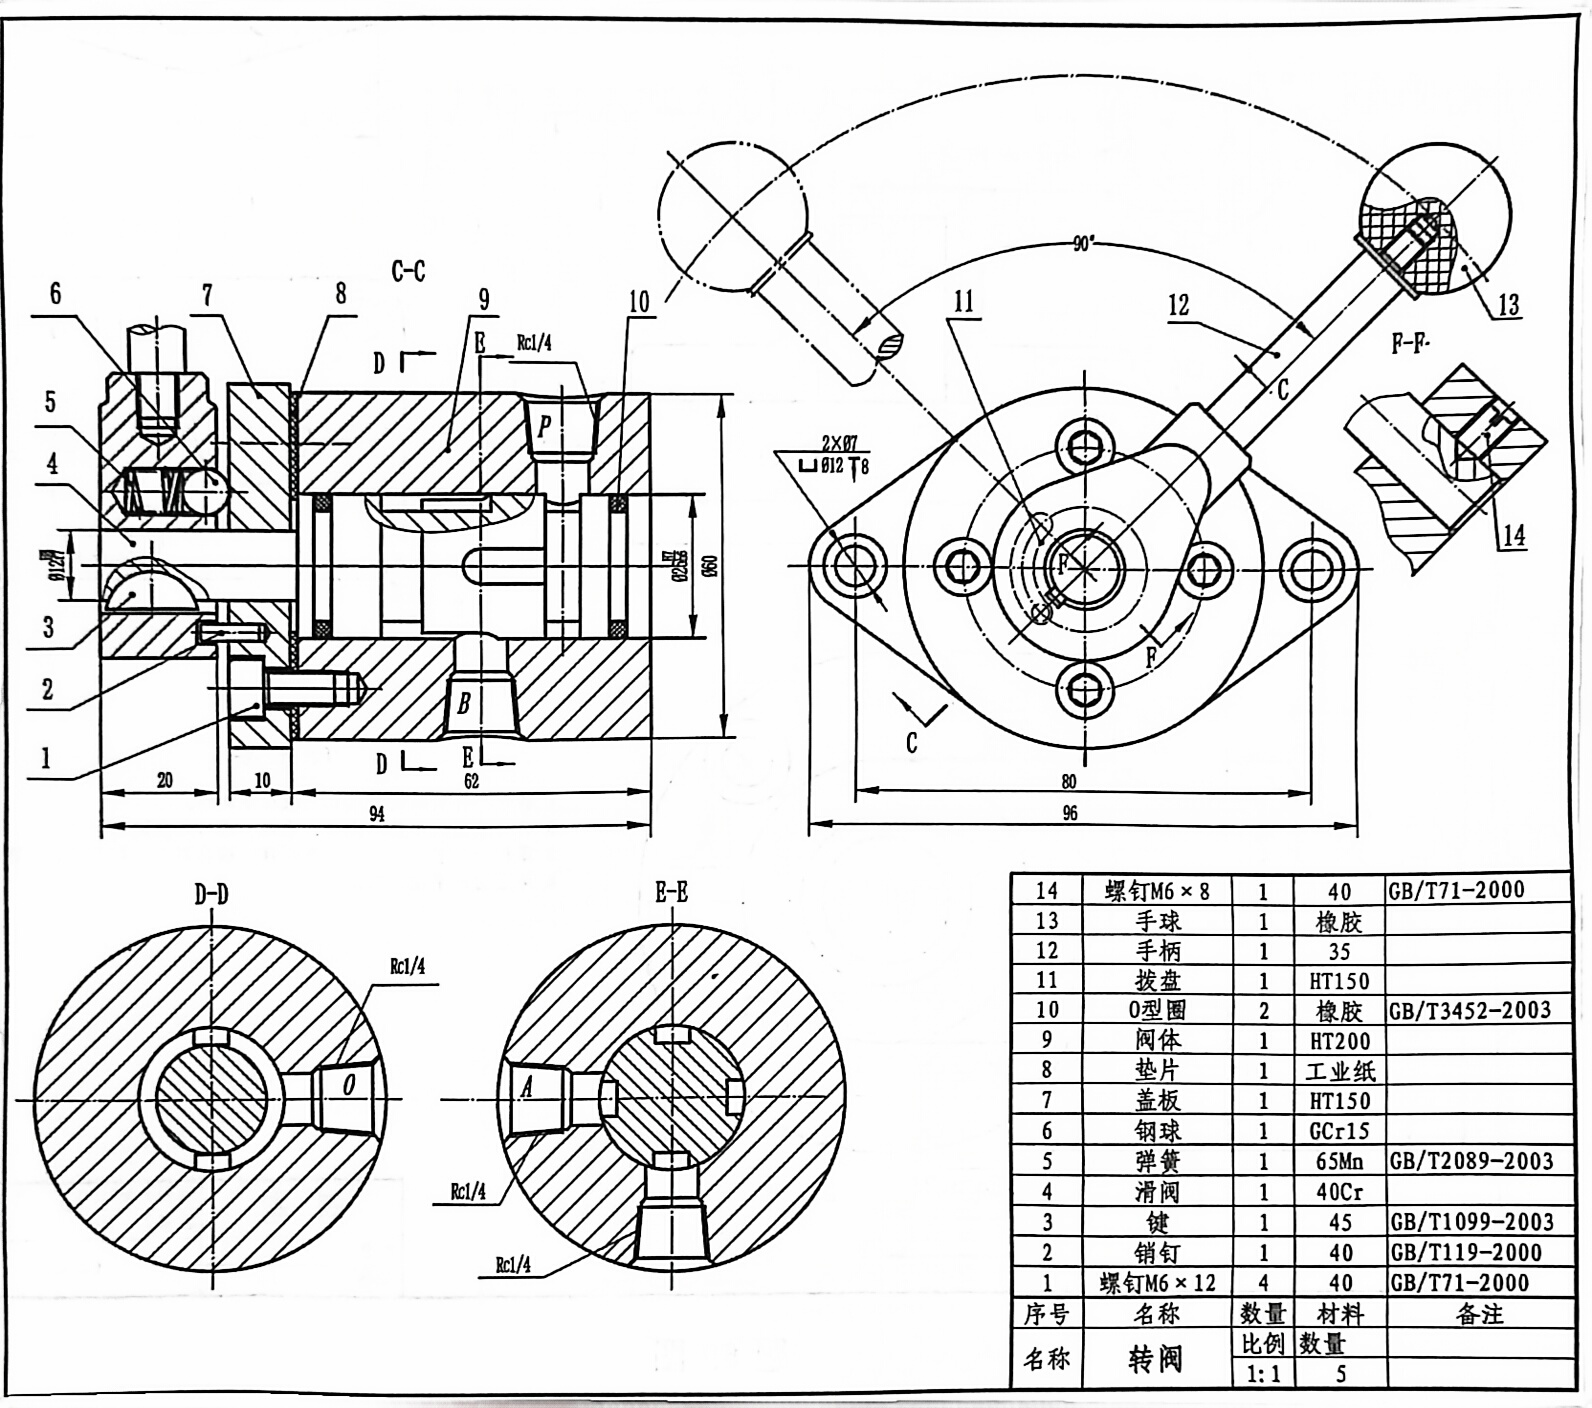 C-C
6
7
8
9
10
5
4
3
2
1
D
E
Rc1/4
P
B
D
E
Ø60
20
10
62
94
90°
11
12
13
C
F-F
14
2×Ø7
⌴Ø12↧8
F
F
C
80
96
D-D
Rc1/4
O
E-E
A
Rc1/4
Rc1/4
14 螺钉M6×8 1 40 GB/T71-2000
13 手球 1 橡胶
12 手柄 1 35
11 拨盘 1 HT150
10 O型圈 2 橡胶 GB/T3452-2003
9 阀体 1 HT200
8 垫片 1 工业纸
7 盖板 1 HT150
6 钢球 1 GCr15
5 弹簧 1 65Mn GB/T2089-2003
4 滑阀 1 40Cr
3 键 1 45 GB/T1099-2003
2 销钉 1 40 GB/T119-2000
1 螺钉M6×12 4 40 GB/T71-2000
序号 名称 数量 材料 备注
名称 转阀 比例 数量
1:1 5